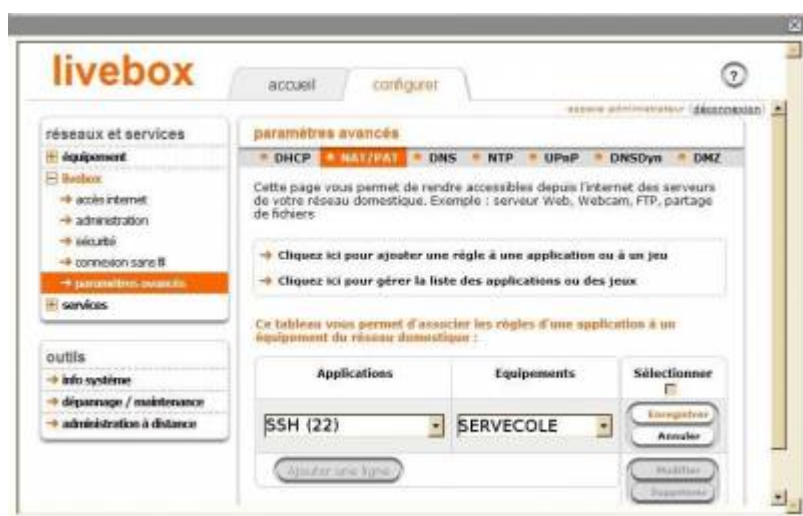 livebox
accueil
configurer
?
espace administrateur (déconnexion)
réseaux et services
équipement
livebox
accès internet
administration
sécurité
connexion sans fil
paramètres avancés
services
outils
info système
dépannage / maintenance
administration à distance
paramètres avancés
DHCP NAT/PAT DNS NTP UPnP DNSDyn DMZ
Cette page vous permet de rendre accessibles depuis l'internet des serveurs
de votre réseau domestique. Exemple : serveur Web, Webcam, FTP, partage
de fichiers
Cliquez ici pour ajouter une règle à une application ou à un jeu
Cliquez ici pour gérer la liste des applications ou des jeux
Ce tableau vous permet d'associer les règles d'une application à un
équipement du réseau domestique :
Applications Equipements Sélectionner
SSH (22) SERVECOLE
Enregistrer
Annuler
Ajouter une ligne
Modifier
Supprimer